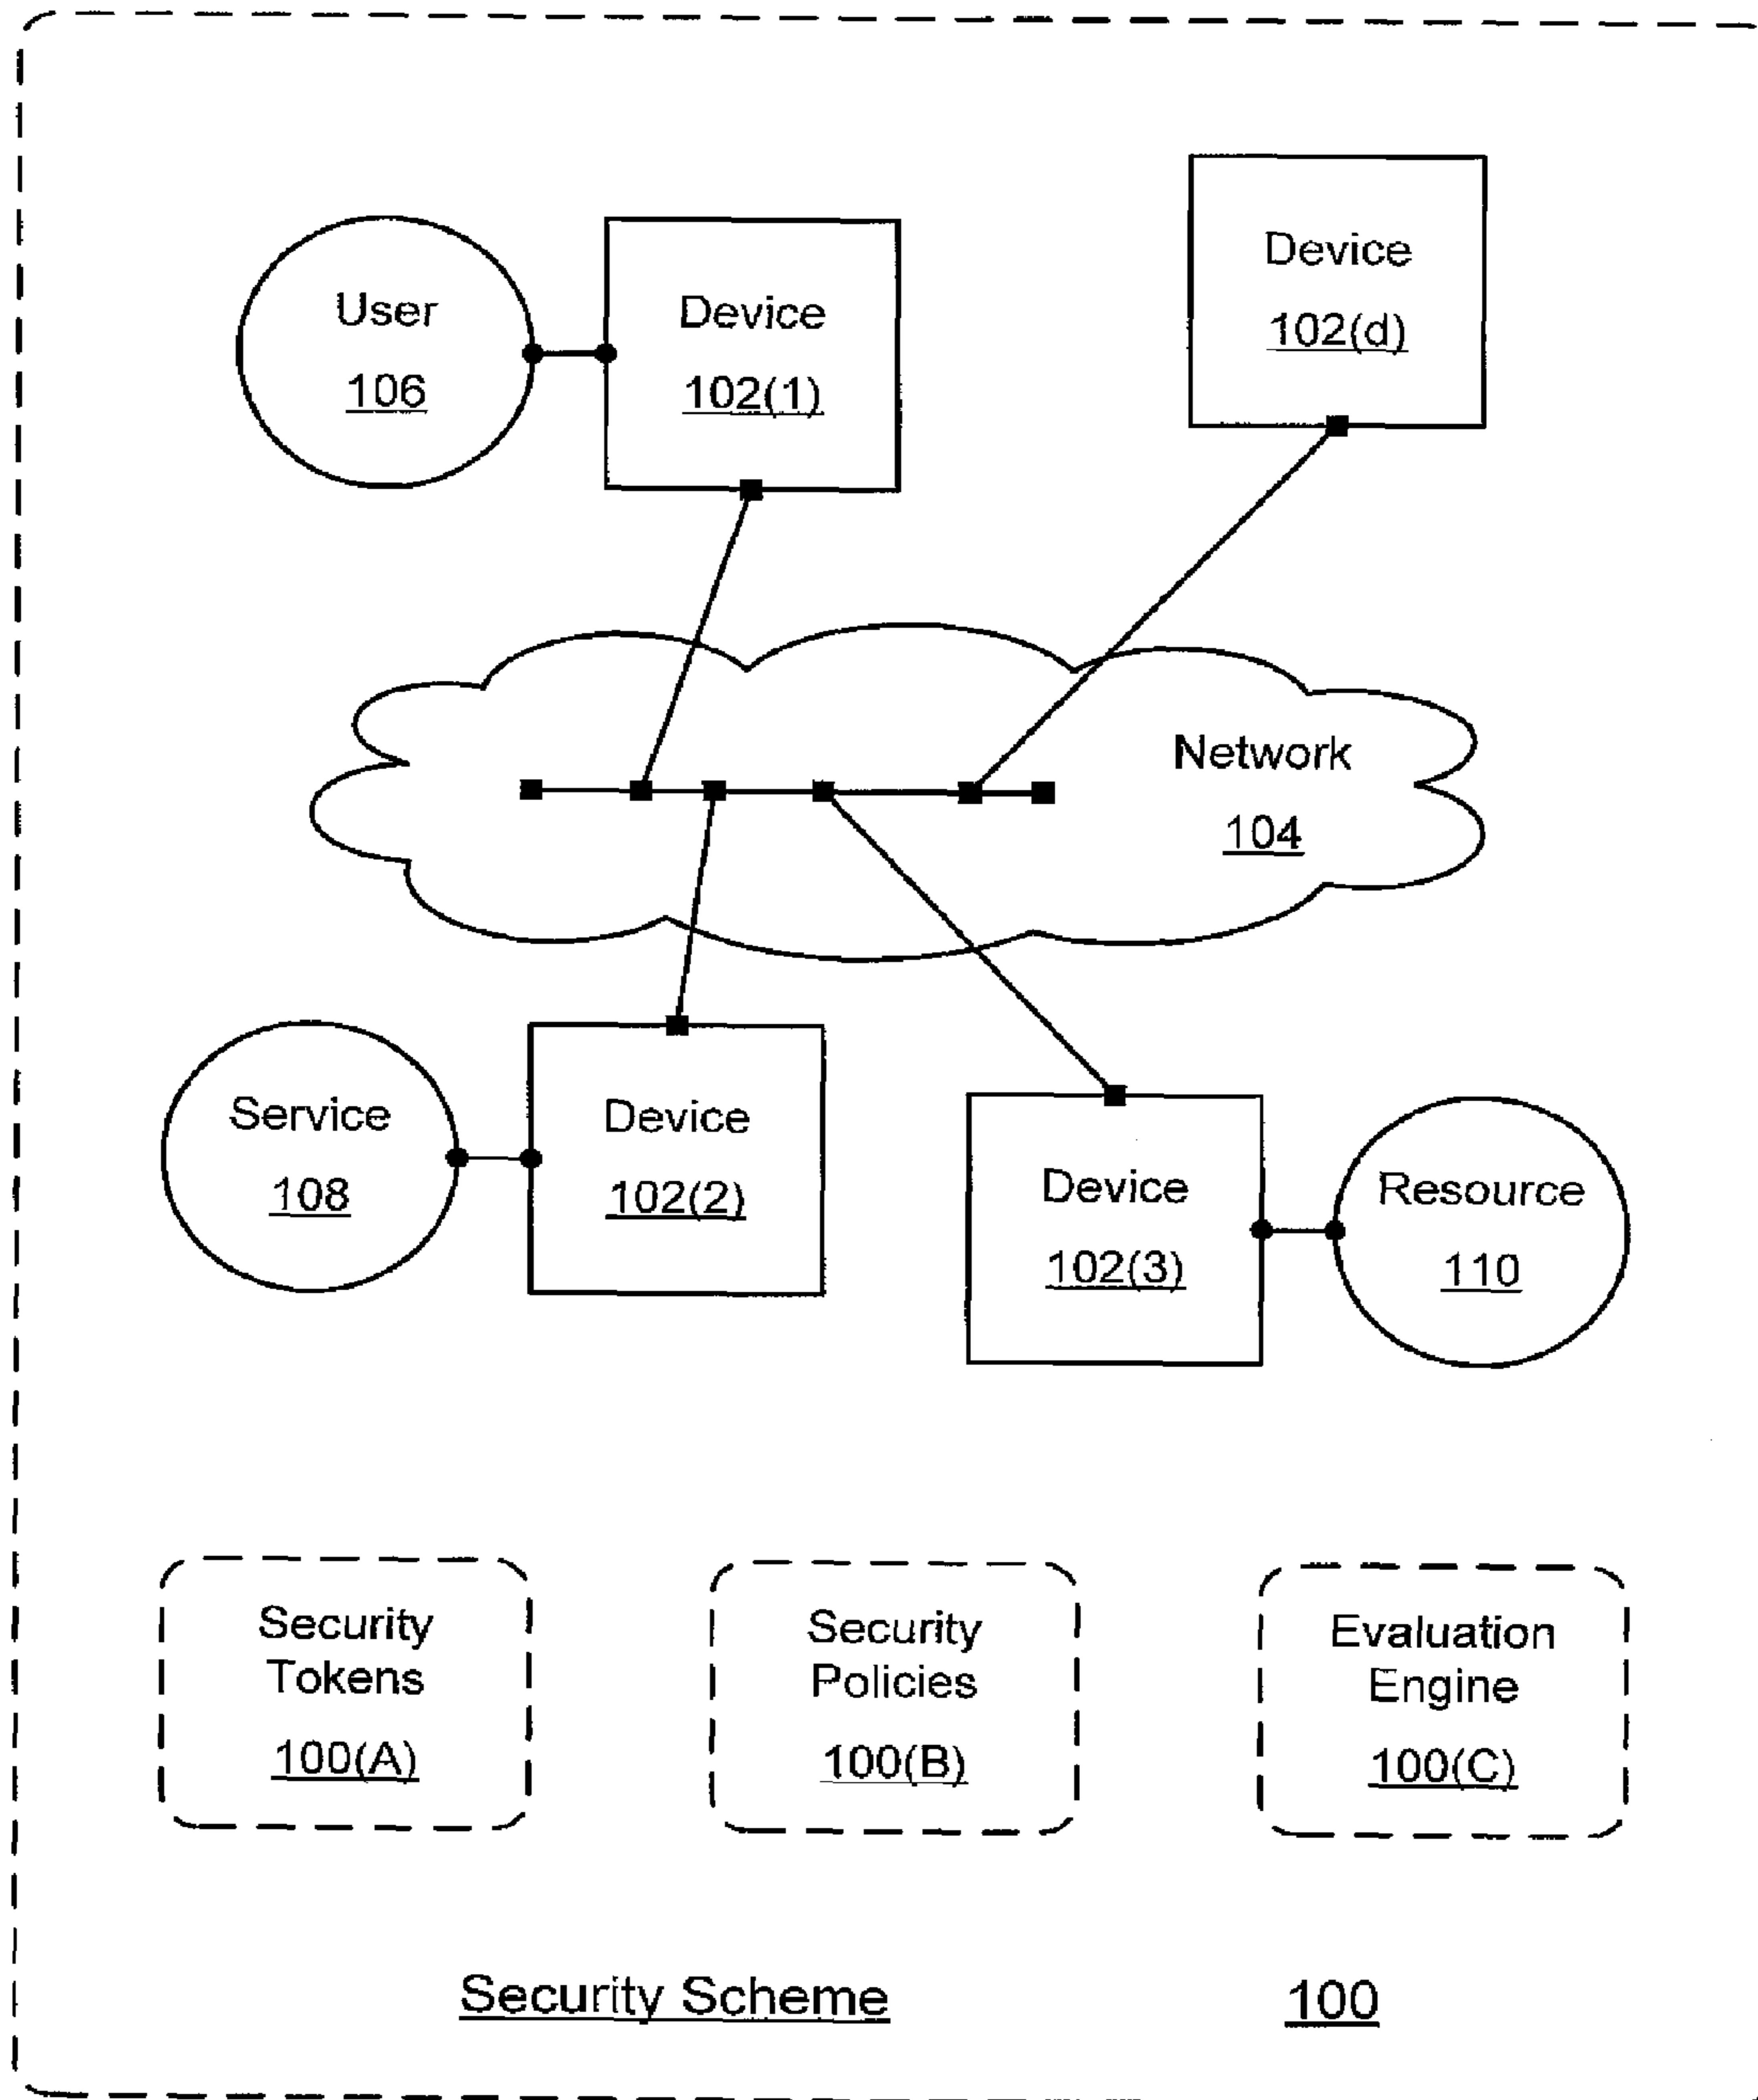 User
106
Device
102(1)
Device
102(d)
Network
104
Service
108
Device
102(2)
Device
102(3)
Resource
110
Security
Tokens
100(A)
Security
Policies
100(B)
Evaluation
Engine
100(C)
Security Scheme
100